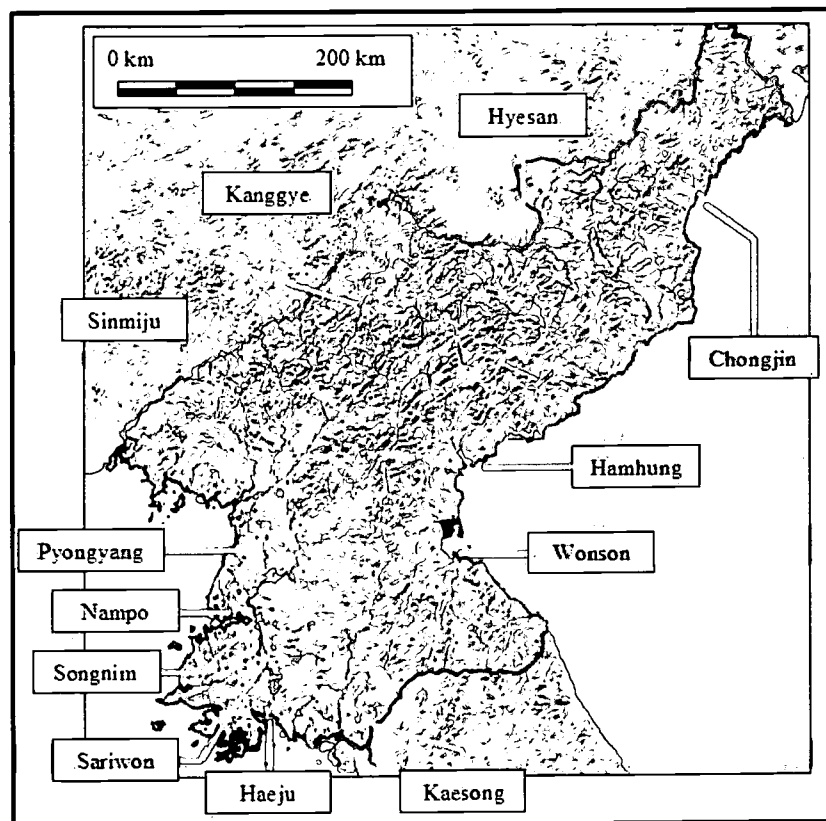 0 km 200 km
Hyesan
Kanggye
Sinmiju
Chongjin
Hamhung
Pyongyang
Wonson
Nampo
Songnim
Sariwon
Haeju
Kaesong